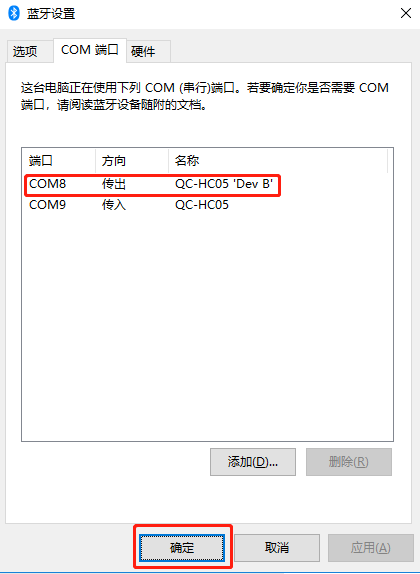 蓝牙设置
选项 COM 端口 硬件
这台电脑正在使用下列 COM (串行)端口。若要确定你是否需要 COM
端口，请阅读蓝牙设备随附的文档。
端口 方向 名称
COM8 传出 QC-HC05 'Dev B'
COM9 传入 QC-HC05
添加(D)... 删除(R)
确定 取消 应用(A)